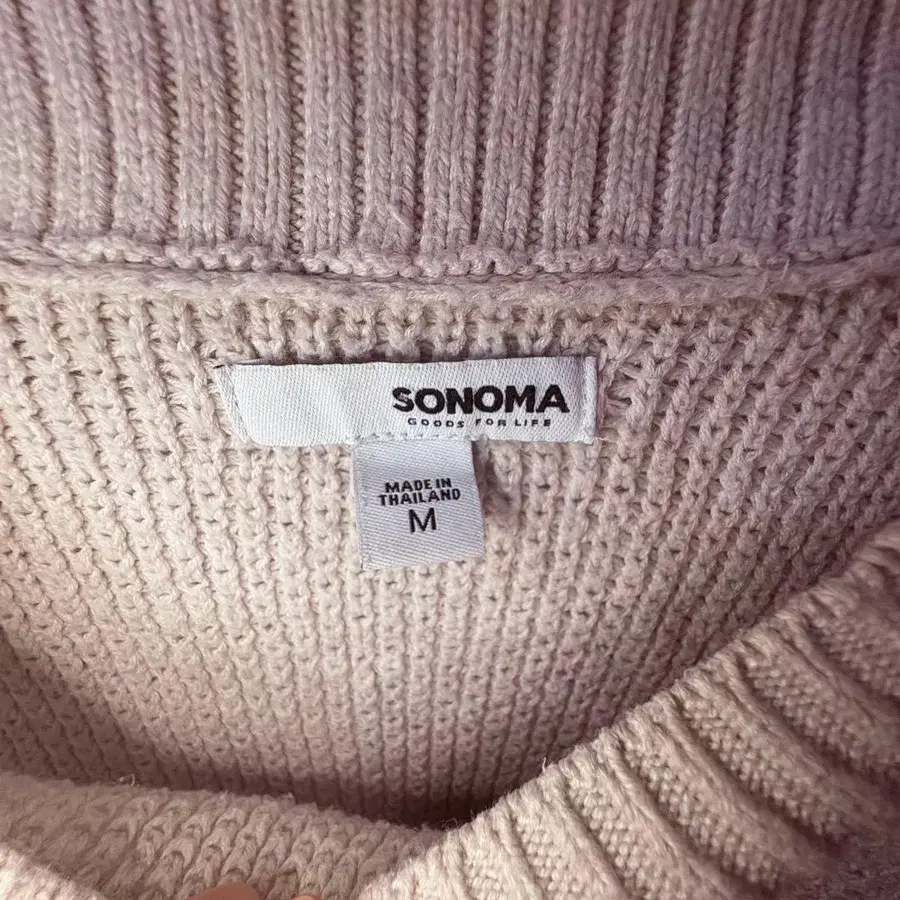 SONOMA
GOODS FOR LIFE
MADE IN
THAILAND
M